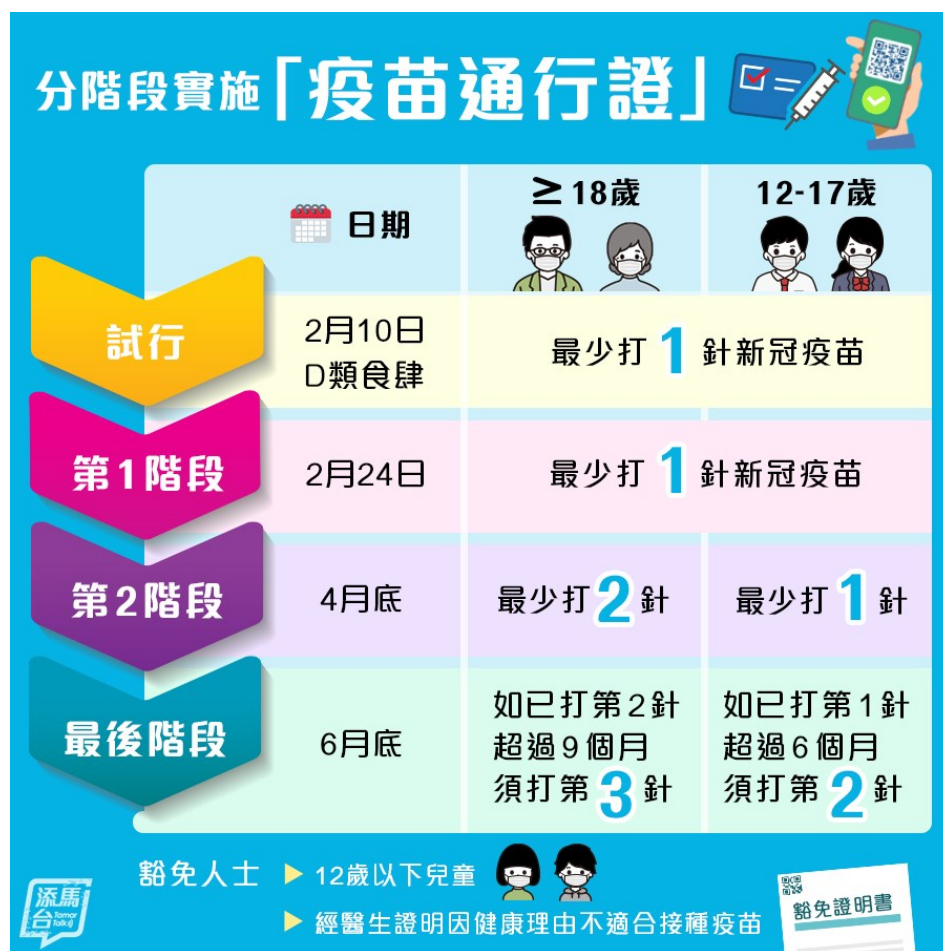 分階段實施「疫苗通行證」
日期
≥18歲
12-17歲
試行
2月10日
D類食肆
最少打 1 針新冠疫苗
第1階段
2月24日
最少打 1 針新冠疫苗
第2階段
4月底
最少打2針
最少打1針
最後階段
6月底
如已打第2針
超過9個月
須打第3針
如已打第1針
超過6個月
須打第2針
豁免人士
12歲以下兒童
經醫生證明因健康理由不適合接種疫苗
豁免證明書
添馬
台
Tamar
Talk